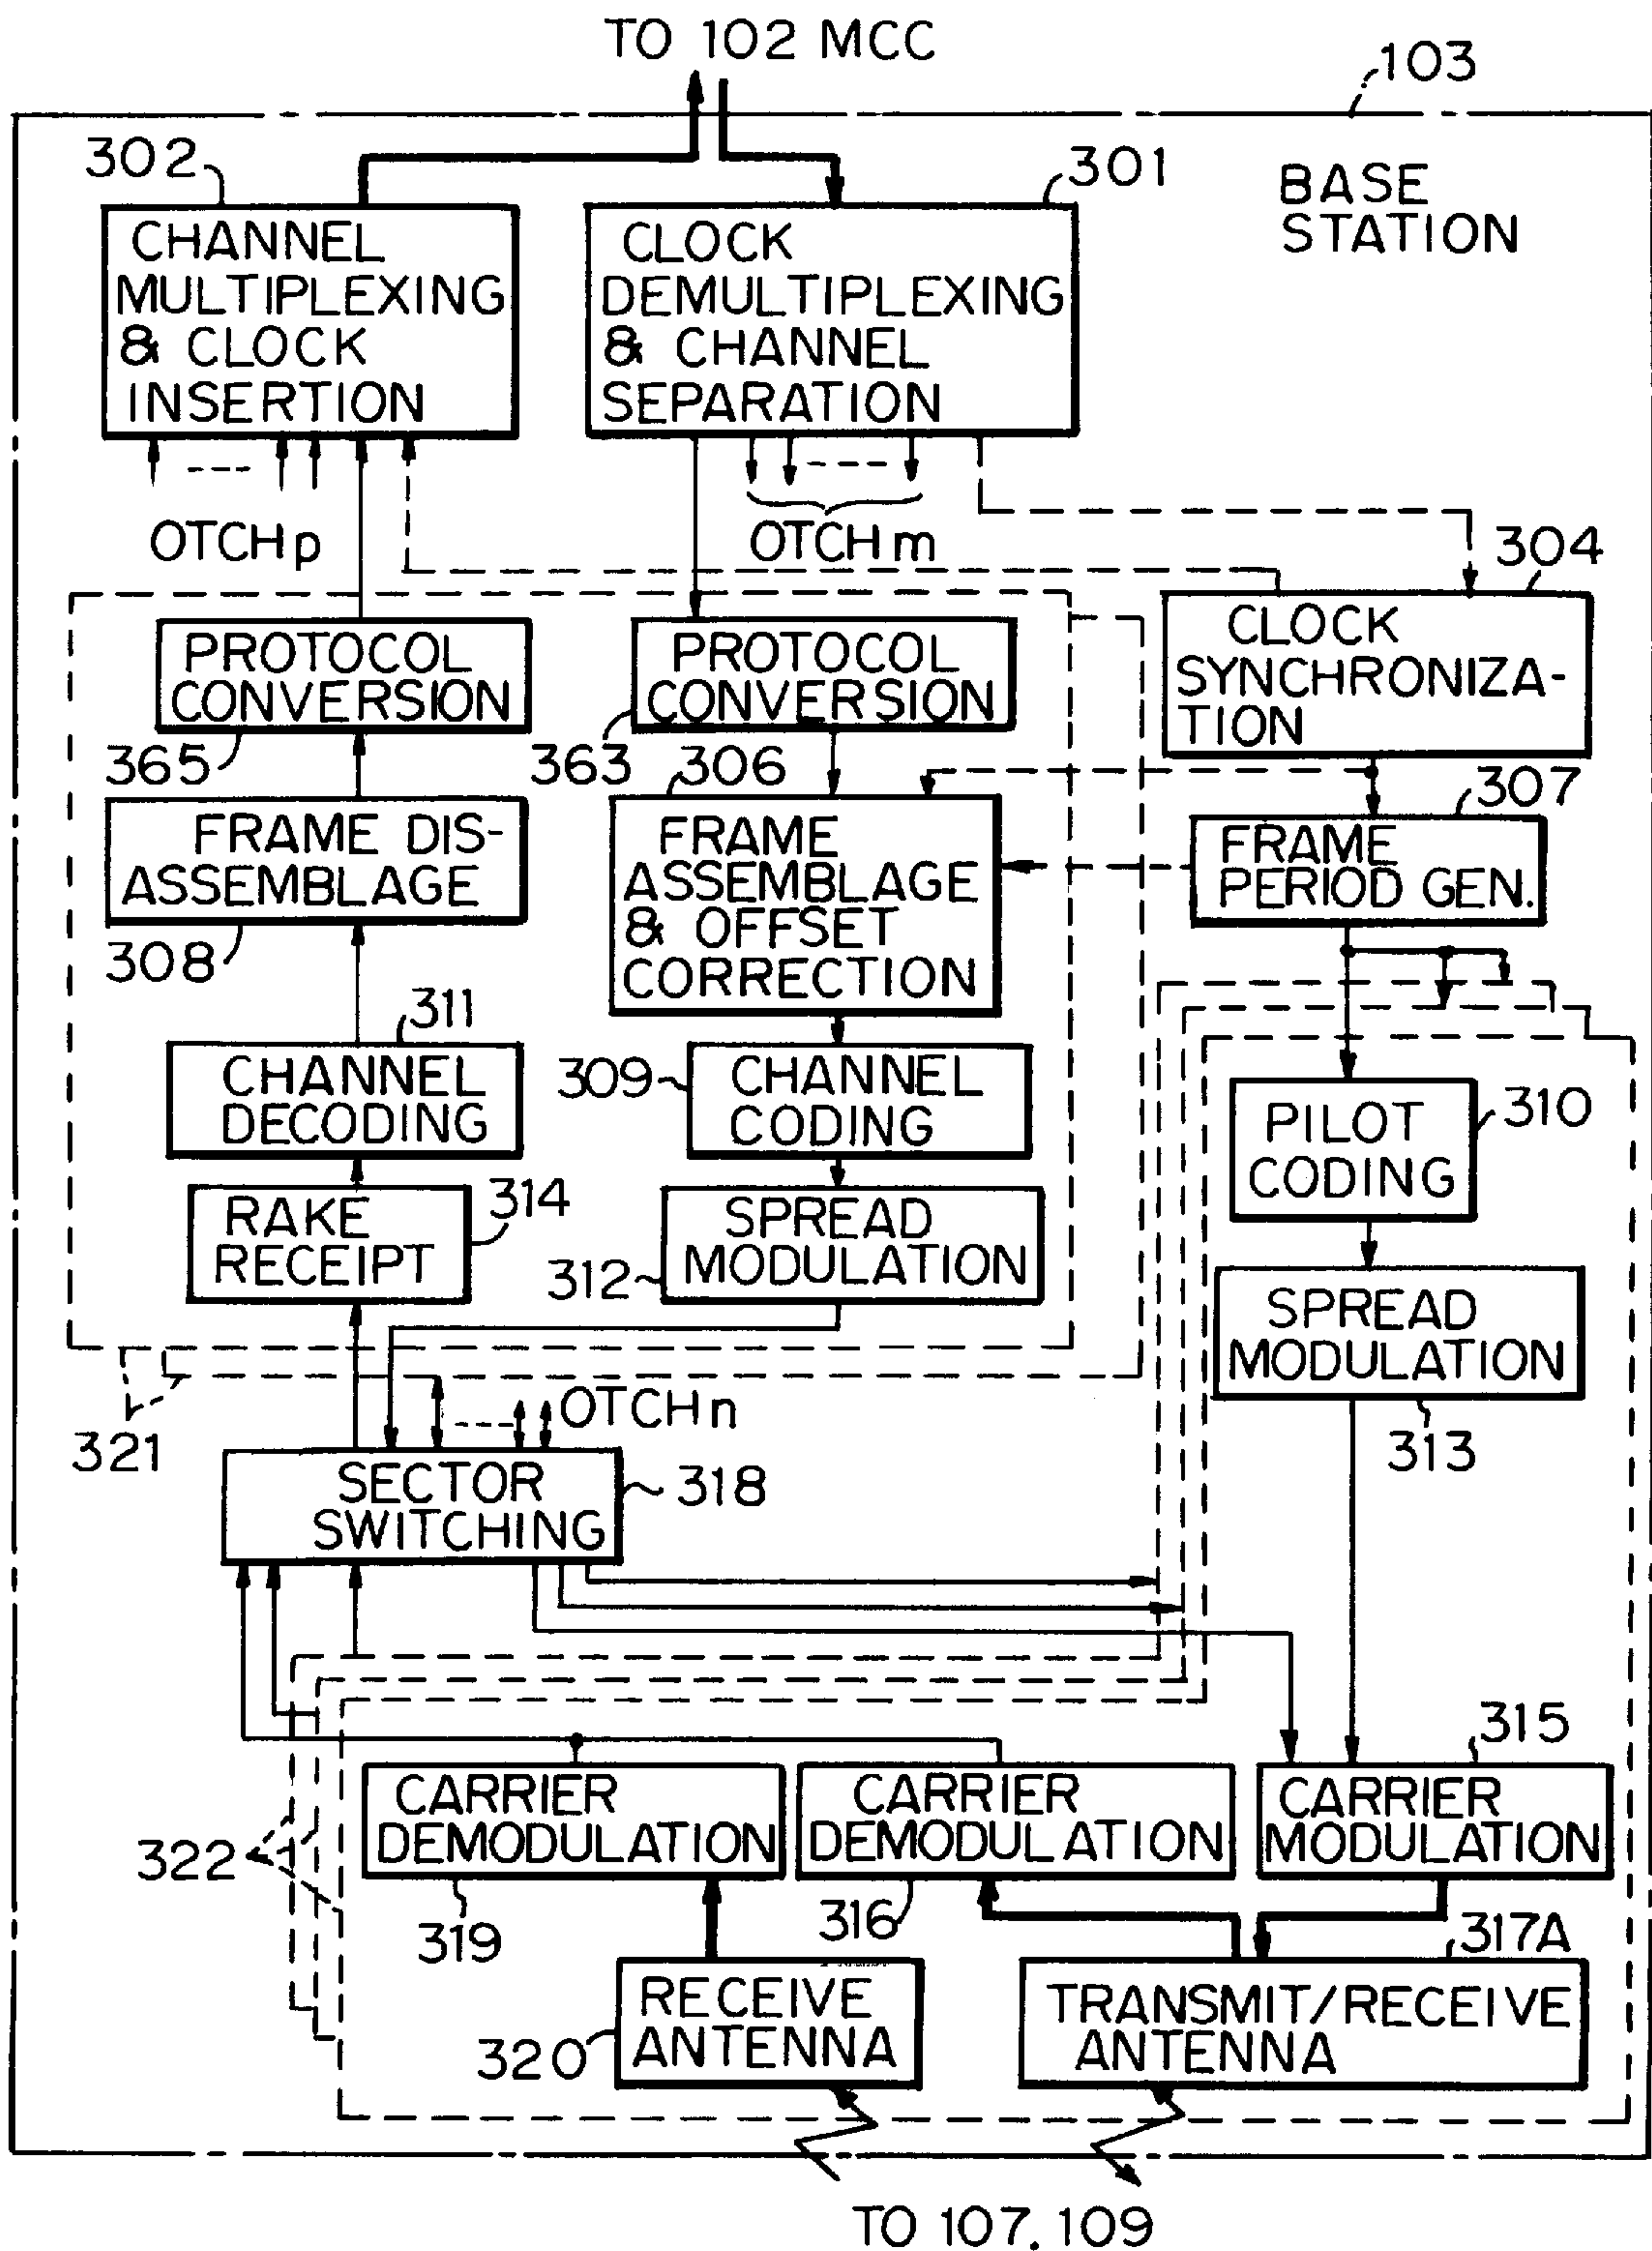 TO 102 MCC
103
302
301
BASE
STATION
CHANNEL
MULTIPLEXING
& CLOCK
INSERTION
CLOCK
DEMULTIPLEXING
& CHANNEL
SEPARATION
OTCHp
OTCHm
304
PROTOCOL
CONVERSION
PROTOCOL
CONVERSION
CLOCK
SYNCHRONIZA-
TION
365
363
306
307
FRAME DIS-
ASSEMBLAGE
FRAME
ASSEMBLAGE
& OFFSET
CORRECTION
FRAME
PERIOD GEN.
308
311
CHANNEL
DECODING
309
CHANNEL
CODING
PILOT
CODING
310
RAKE
RECEIPT
314
SPREAD
MODULATION
312
SPREAD
MODULATION
313
OTCHn
321
SECTOR
SWITCHING
318
315
CARRIER
DEMODULATION
CARRIER
DEMODULATION
CARRIER
MODULATION
322
319
316
317A
RECEIVE
ANTENNA
320
TRANSMIT/RECEIVE
ANTENNA
TO 107. 109